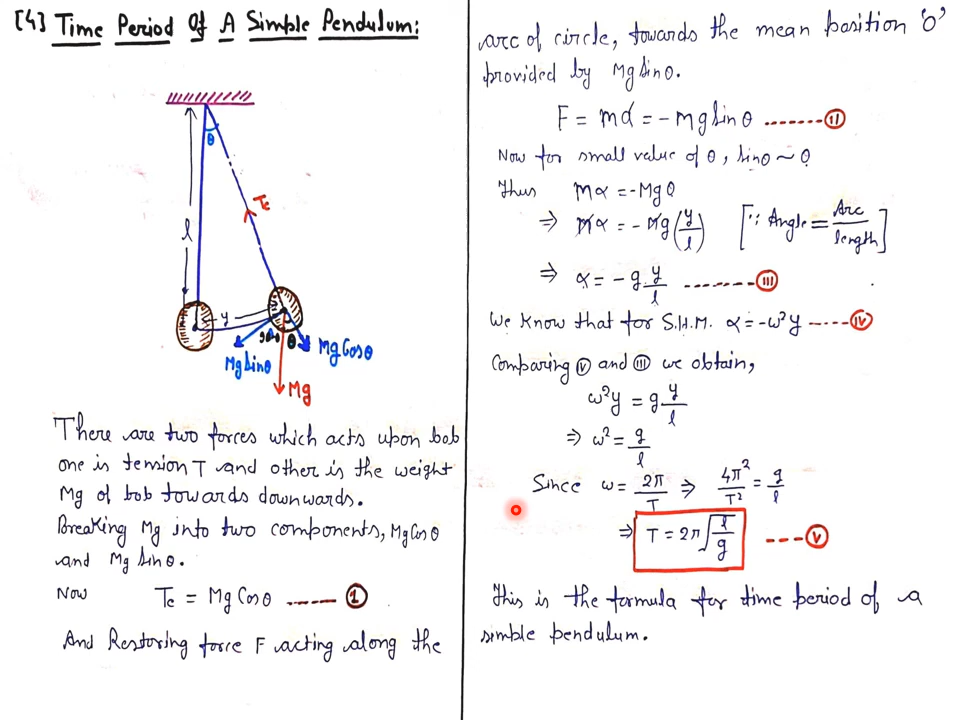 [4] Time Period Of A Simple Pendulum:
θ
l
Tc
y
90-θ
θ
Mg Sinθ
Mg Cosθ
Mg
There are two forces which acts upon bob
one is tension T and other is the weight
Mg of bob towards downwards.
Breaking Mg into two components, Mg Cosθ
and Mg Sinθ.
Now Tc = Mg Cosθ ------ ①
And Restoring force F acting along the
arc of circle, towards the mean position 'O'
provided by Mg Sinθ.
F = mα = -Mg Sinθ ------- (II)
Now for small value of θ, Sinθ ~ θ
Thus mα = -Mgθ
⇒ mα = -Mg(y/l) [∵ Angle = Arc/length]
⇒ α = -g y/l ------- (III)
We know that for S.H.M. α = -ω²y ----- (IV)
Comparing (V) and (III) we obtain,
ω²y = g y/l
⇒ ω² = g/l
Since ω = 2π/T ⇒ 4π²/T² = g/l
⇒ T = 2π√(l/g) ---- (V)
This is the formula for time period of a
simple pendulum.